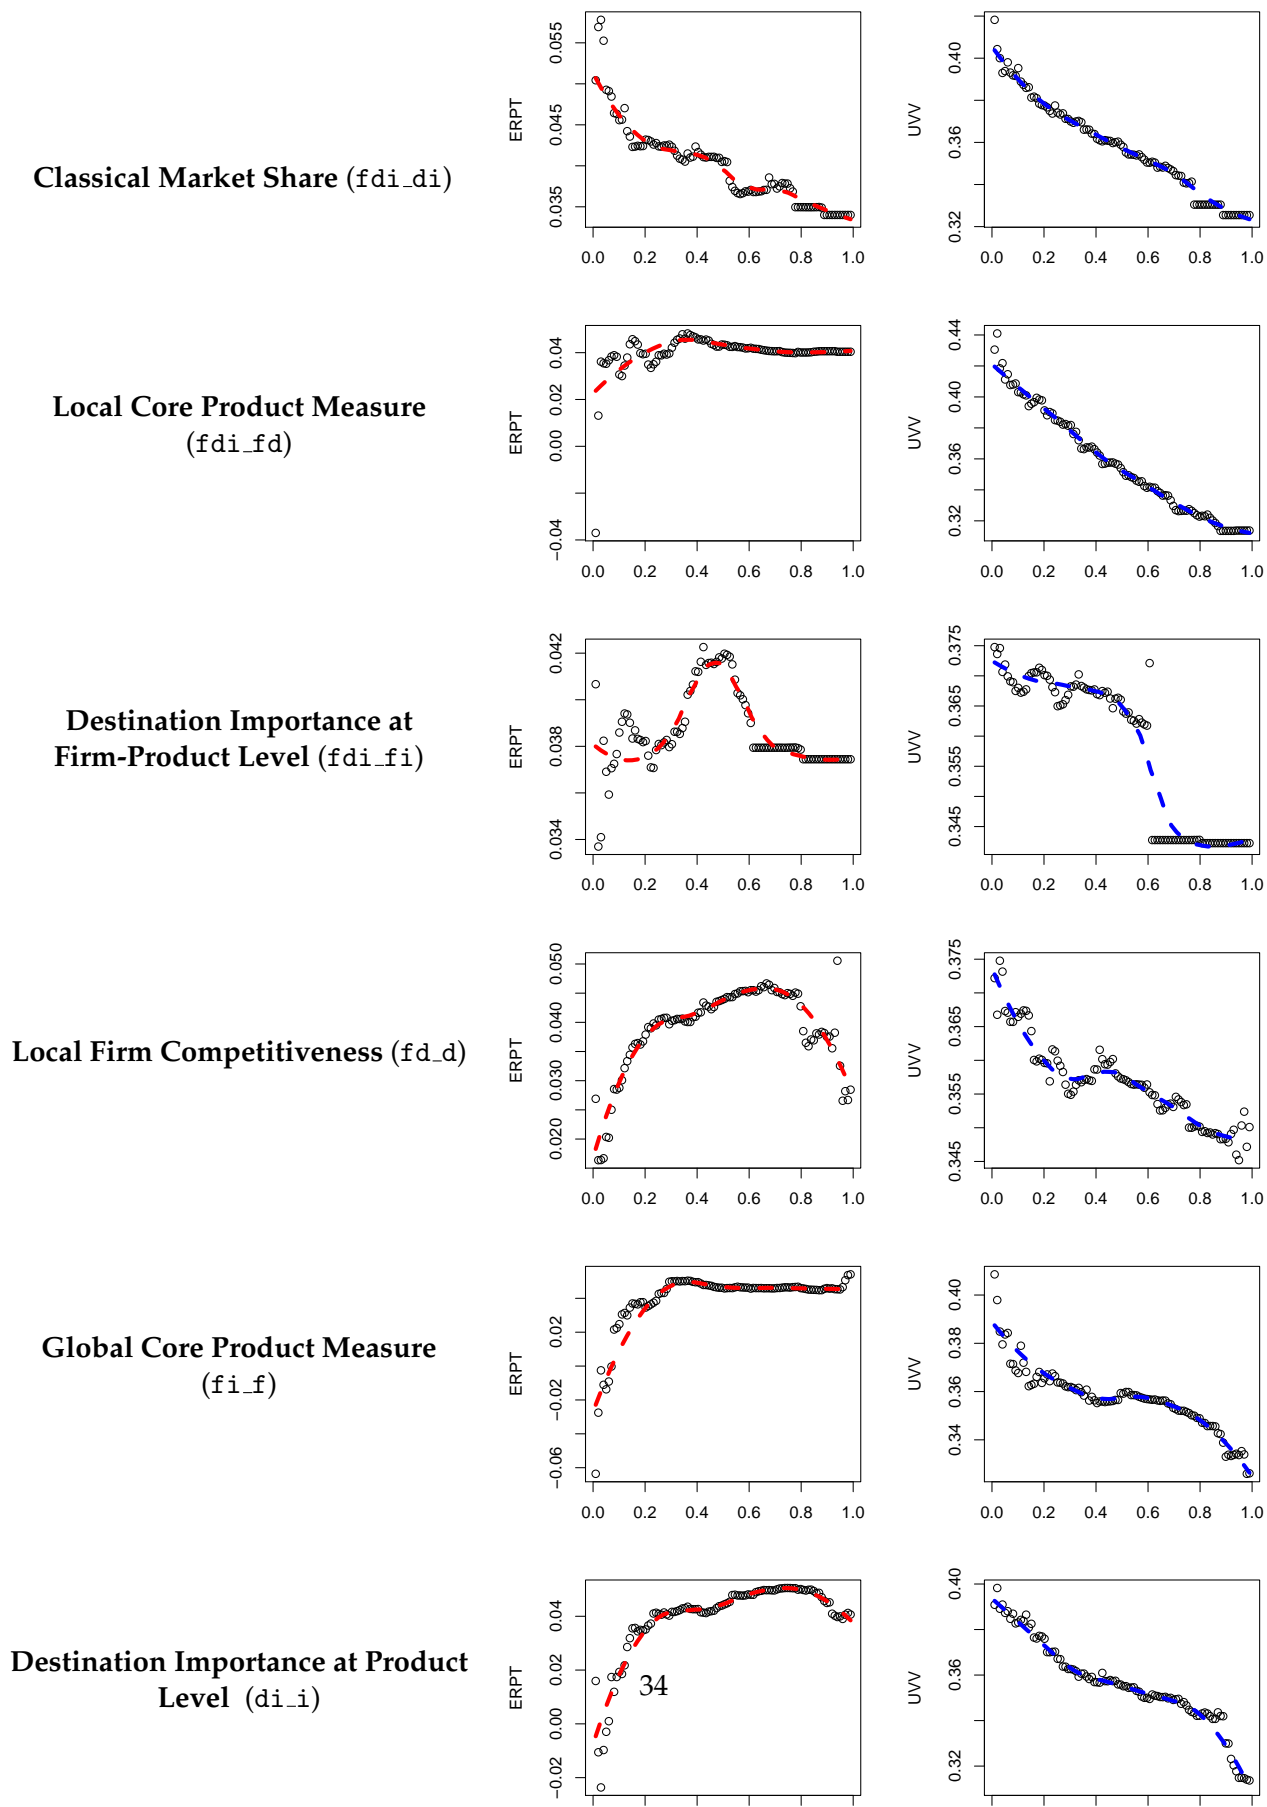 Classical Market Share (fdi_di)
ERPT
0.035 0.045 0.055
0.0 0.2 0.4 0.6 0.8 1.0
UVV
0.32 0.36 0.40
0.0 0.2 0.4 0.6 0.8 1.0
Local Core Product Measure
(fdi_fd)
ERPT
−0.04 0.00 0.02 0.04
0.0 0.2 0.4 0.6 0.8 1.0
UVV
0.32 0.36 0.40 0.44
0.0 0.2 0.4 0.6 0.8 1.0
Destination Importance at
Firm-Product Level (fdi_fi)
ERPT
0.034 0.038 0.042
0.0 0.2 0.4 0.6 0.8 1.0
UVV
0.345 0.355 0.365 0.375
0.0 0.2 0.4 0.6 0.8 1.0
Local Firm Competitiveness (fd_d)
ERPT
0.020 0.030 0.040 0.050
0.0 0.2 0.4 0.6 0.8 1.0
UVV
0.345 0.355 0.365 0.375
0.0 0.2 0.4 0.6 0.8 1.0
Global Core Product Measure
(fi_f)
ERPT
−0.06 −0.02 0.02
0.0 0.2 0.4 0.6 0.8 1.0
UVV
0.34 0.36 0.38 0.40
0.0 0.2 0.4 0.6 0.8 1.0
Destination Importance at Product
Level (di_i)
ERPT
−0.02 0.00 0.02 0.04
UVV
0.32 0.36 0.40
34